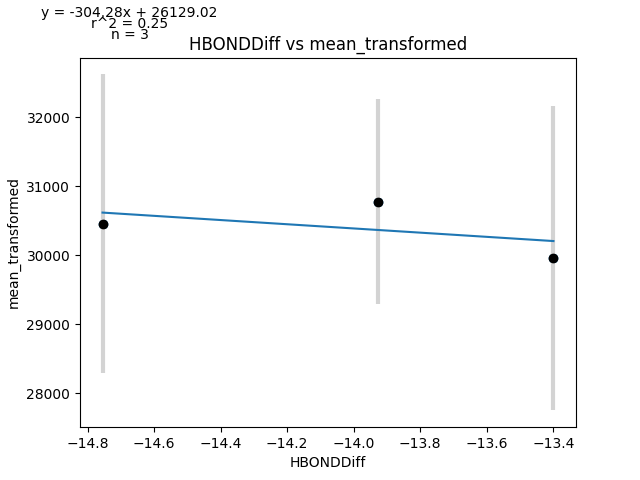 y = -304.28x + 26129.02
r^2 = 0.25
n = 3
HBONDDiff vs mean_transformed
mean_transformed
32000
31000
30000
29000
28000
−14.8 −14.6 −14.4 −14.2 −14.0 −13.8 −13.6 −13.4
HBONDDiff